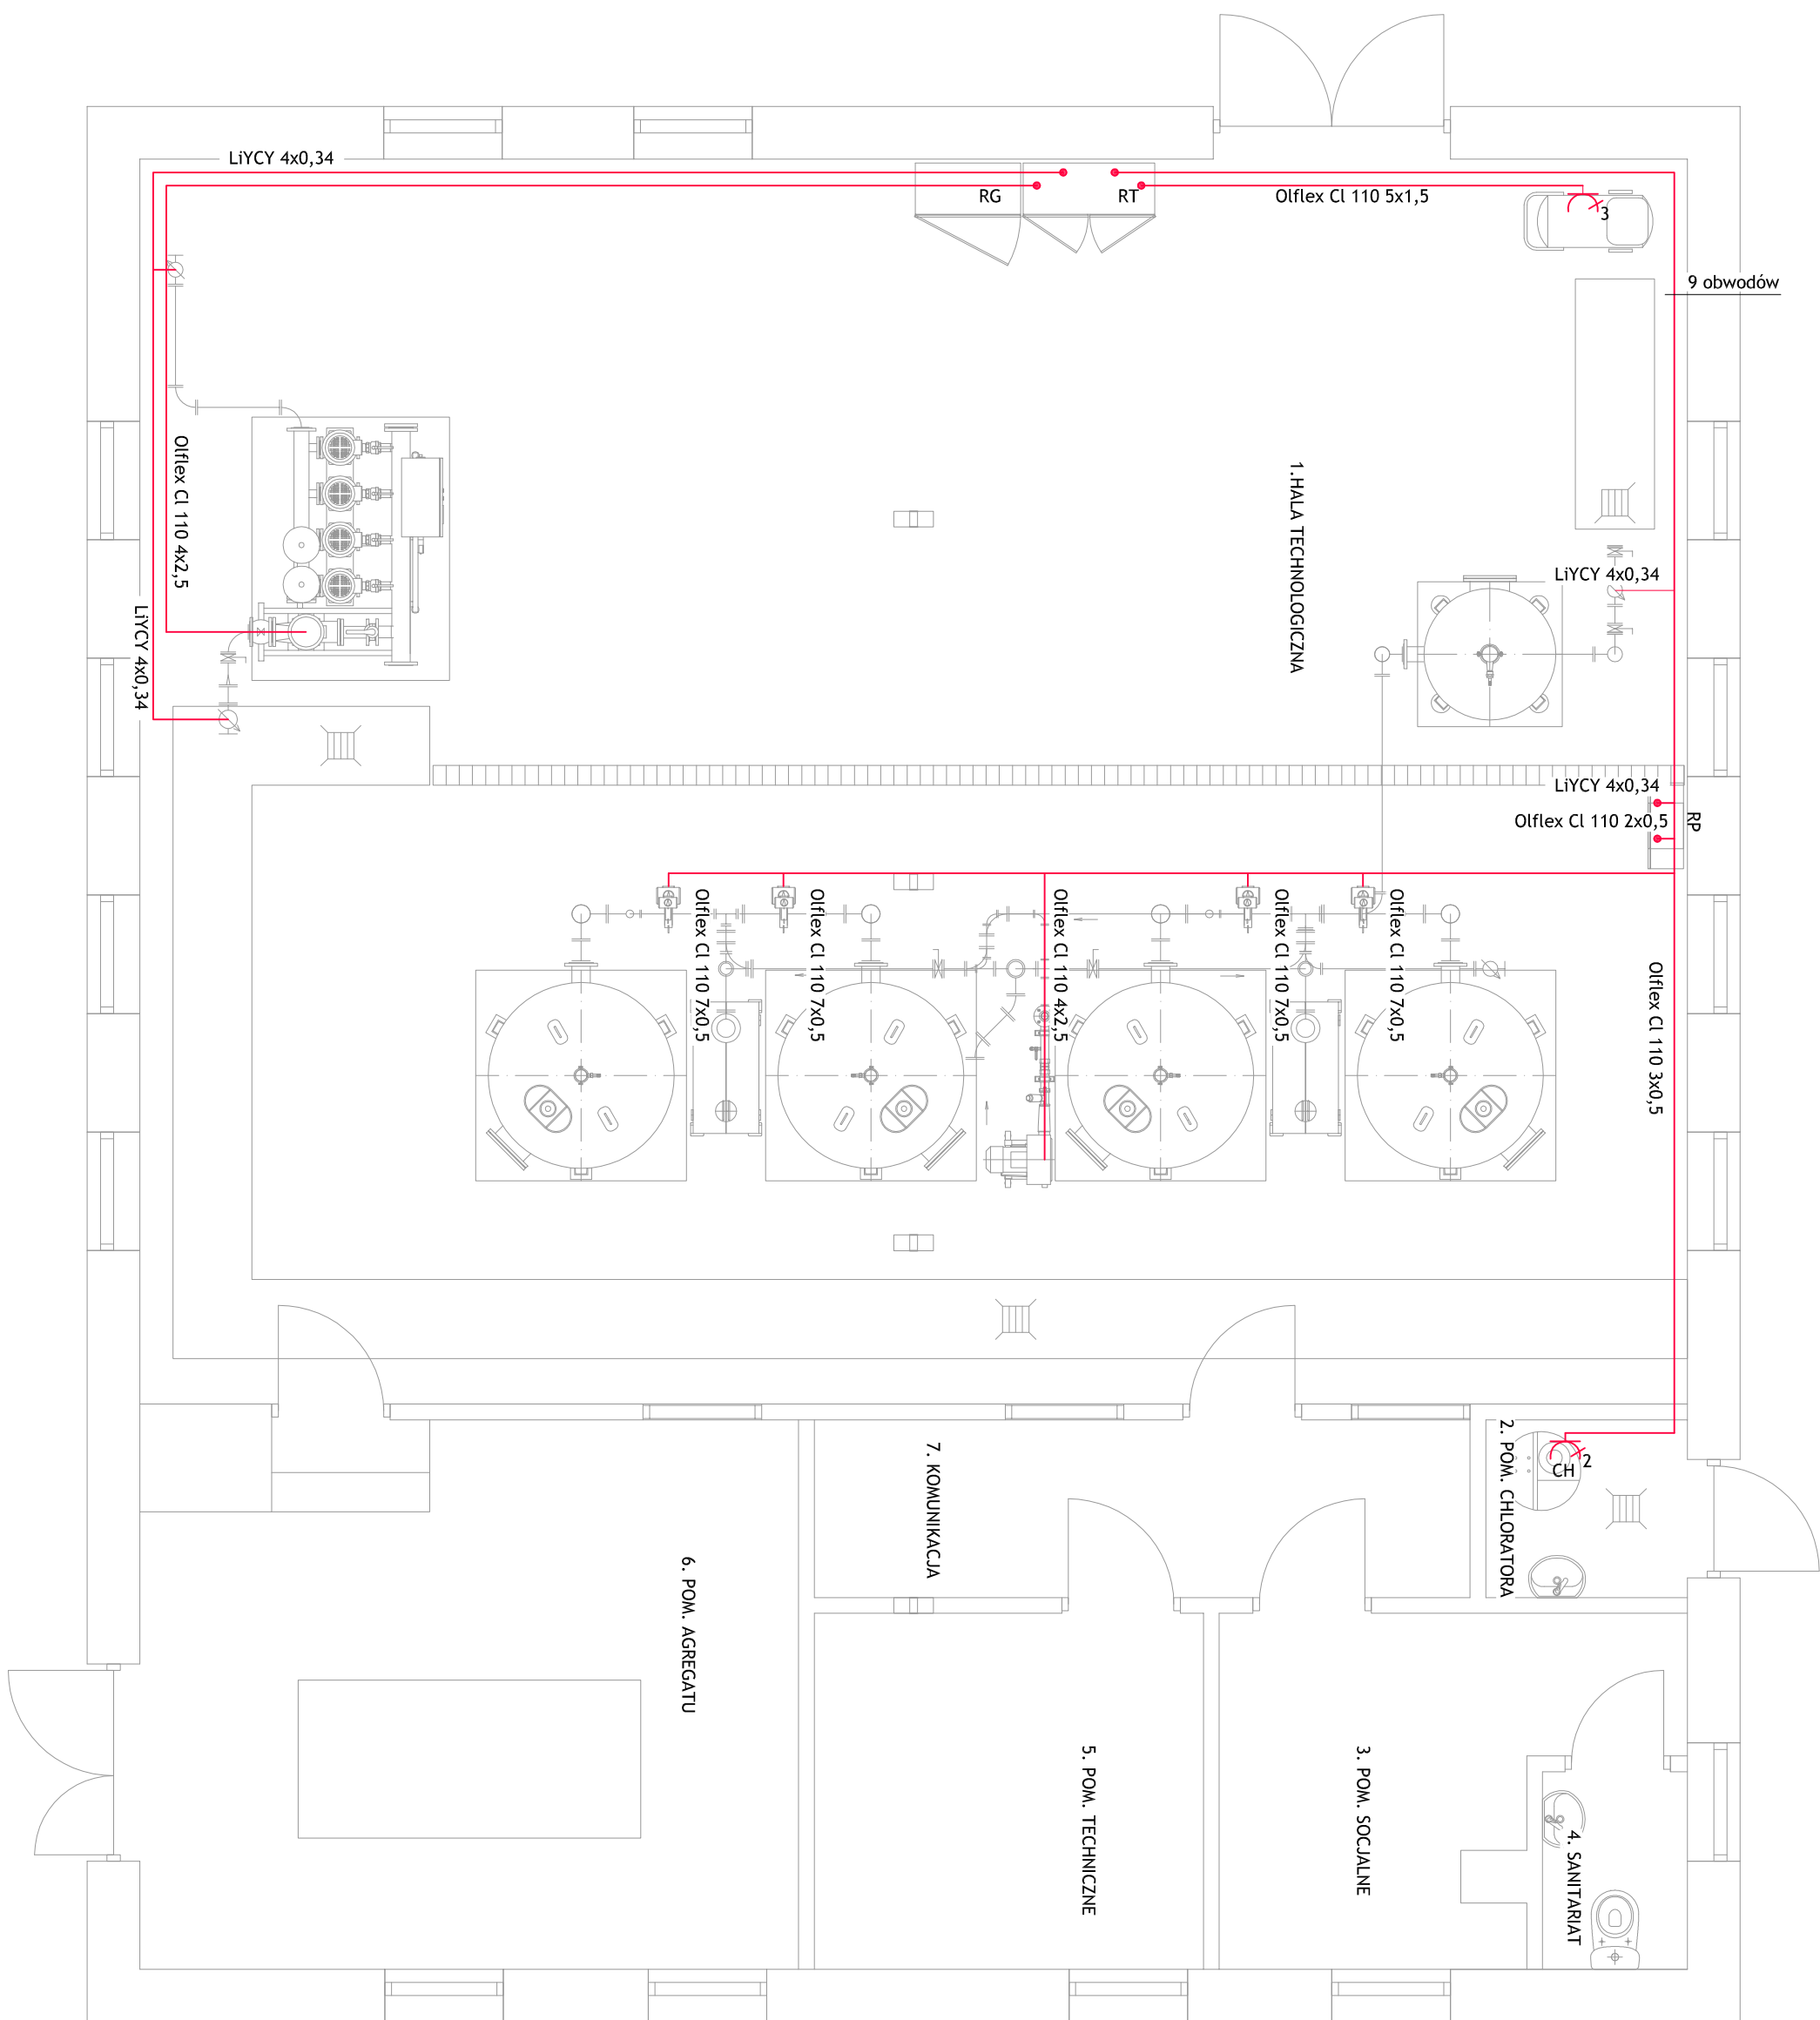 LiYCY 4x0,34
RG
RT
Olflex Cl 110 5x1,5
3
9 obwodów
Olflex Cl 110 4x2,5
1.HALA TECHNOLOGICZNA
LiYCY 4x0,34
LiYCY 4x0,34
LiYCY 4x0,34
Olflex Cl 110 2x0,5
RP
Olflex Cl 110 7x0,5
Olflex Cl 110 7x0,5
Olflex Cl 110 4x2,5
Olflex Cl 110 7x0,5
Olflex Cl 110 7x0,5
Olflex Cl 110 3x0,5
2. POM. CHLORATORA
CH
2
7. KOMUNIKACJA
6. POM. AGREGATU
5. POM. TECHNICZNE
3. POM. SOCJALNE
4. SANITARIAT